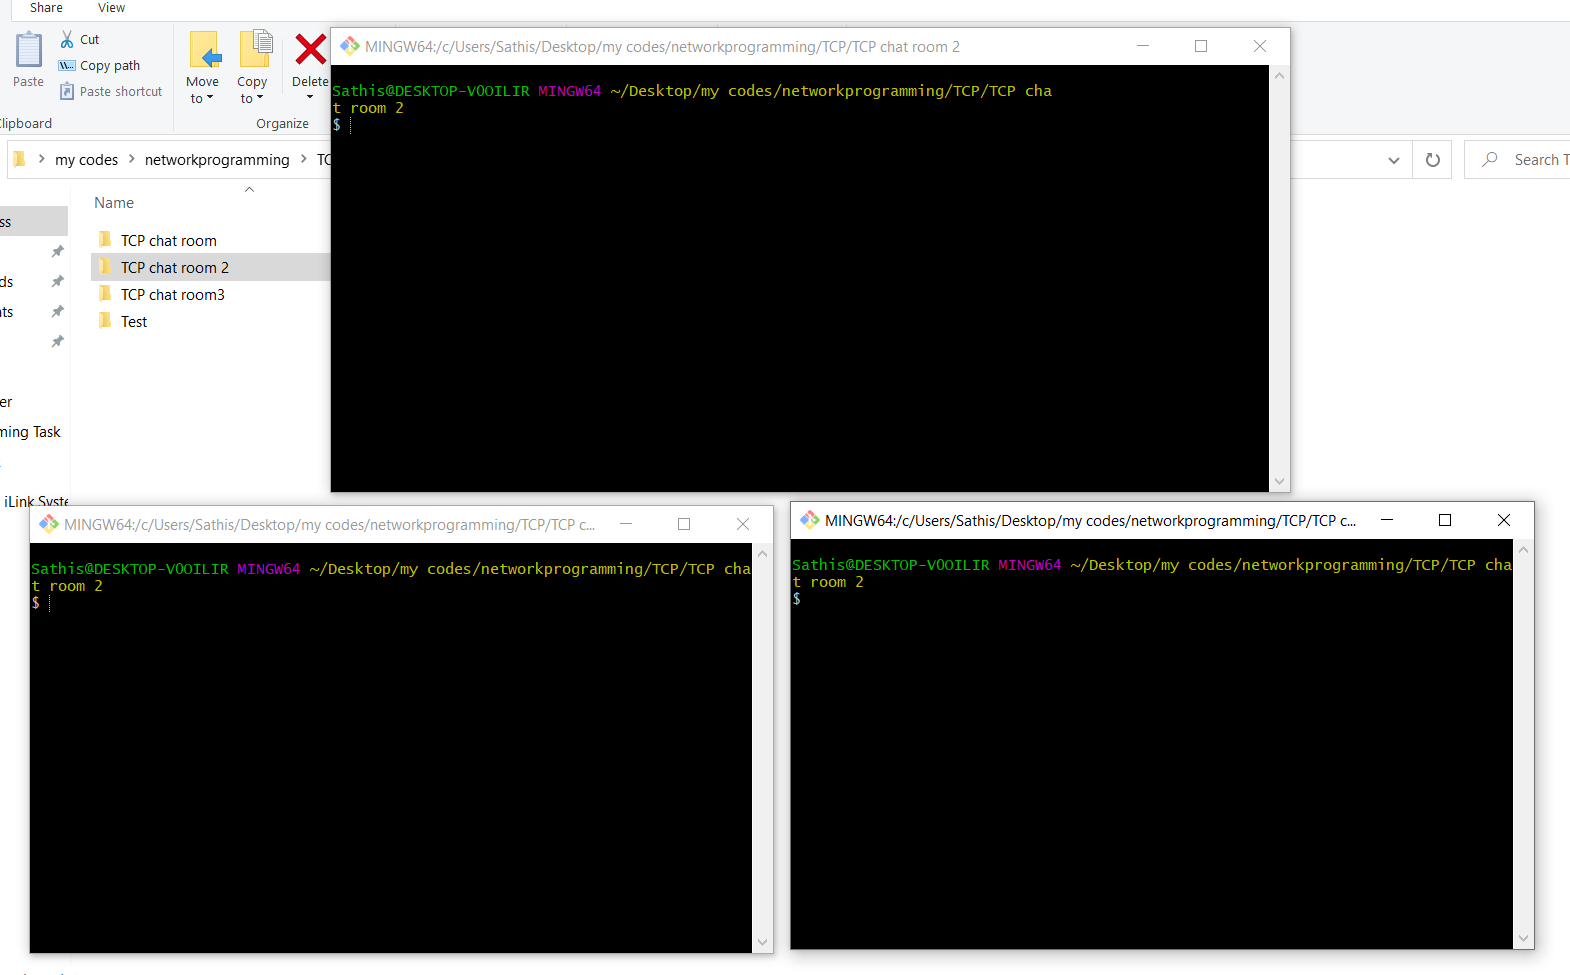 Share View
Cut
Copy path
Paste shortcut
Paste
Move to
Copy to
Delete
lipboard
Organize
my codes > networkprogramming > TC
Search T
Name
TCP chat room
TCP chat room 2
TCP chat room3
Test
ss
ds
nts
er
ming Task
iLink Syste
MINGW64:/c/Users/Sathis/Desktop/my codes/networkprogramming/TCP/TCP chat room 2
Sathis@DESKTOP-VOOILIR MINGW64 ~/Desktop/my codes/networkprogramming/TCP/TCP cha
t room 2
$
MINGW64:/c/Users/Sathis/Desktop/my codes/networkprogramming/TCP/TCP c...
Sathis@DESKTOP-VOOILIR MINGW64 ~/Desktop/my codes/networkprogramming/TCP/TCP cha
t room 2
$
MINGW64:/c/Users/Sathis/Desktop/my codes/networkprogramming/TCP/TCP c...
Sathis@DESKTOP-VOOILIR MINGW64 ~/Desktop/my codes/networkprogramming/TCP/TCP cha
t room 2
$